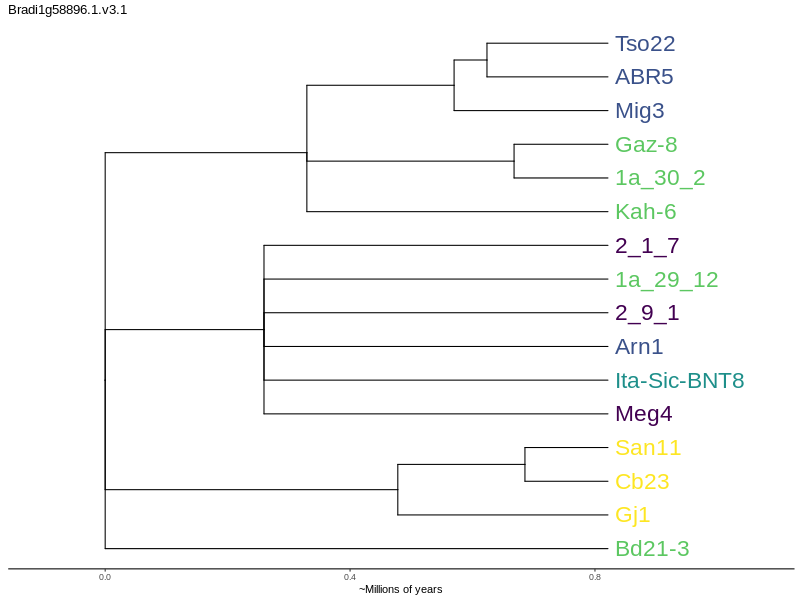 Bradi1g58896.1.v3.1
Tso22
ABR5
Mig3
Gaz-8
1a_30_2
Kah-6
2_1_7
1a_29_12
2_9_1
Arn1
Ita-Sic-BNT8
Meg4
San11
Cb23
Gj1
Bd21-3
0.0 0.4 0.8
~Millions of years